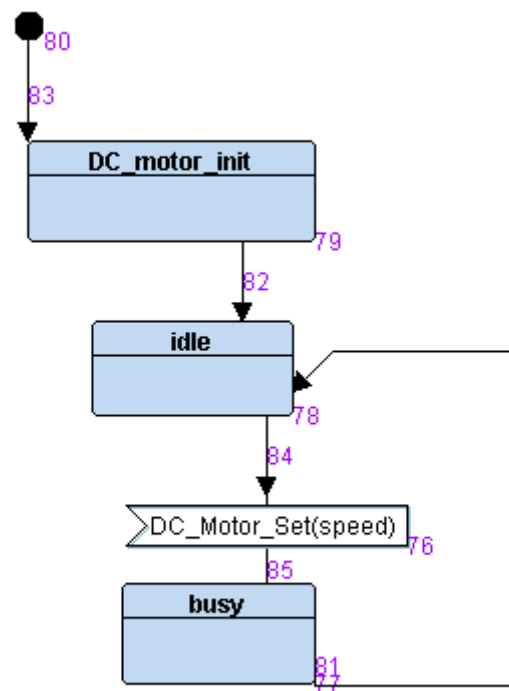 80
83
DC_motor_init
79
82
idle
78
84
DC_Motor_Set(speed)
76
85
busy
81
77